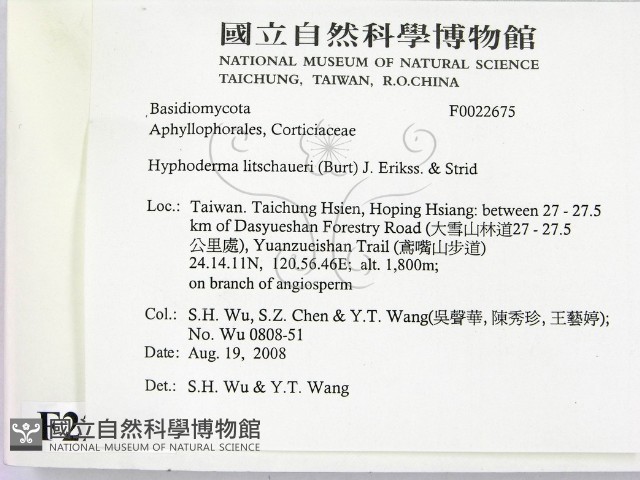 國立自然科學博物館
NATIONAL MUSEUM OF NATURAL SCIENCE
TAICHUNG, TAIWAN, R.O.CHINA
Basidiomycota F0022675
Aphyllophorales, Corticiaceae
Hyphoderma litschaueri (Burt) J. Erikss. & Strid
Loc.: Taiwan. Taichung Hsien, Hoping Hsiang: between 27 - 27.5
km of Dasyueshan Forestry Road (大雪山林道27 - 27.5
公里處), Yuanzueishan Trail (鳶嘴山步道)
24.14.11N, 120.56.46E; alt. 1,800m;
on branch of angiosperm
Col.: S.H. Wu, S.Z. Chen & Y.T. Wang(吳聲華, 陳秀珍, 王藝婷);
No. Wu 0808-51
Date: Aug. 19, 2008
Det.: S.H. Wu & Y.T. Wang
F2
國立自然科學博物館
NATIONAL MUSEUM OF NATURAL SCIENCE